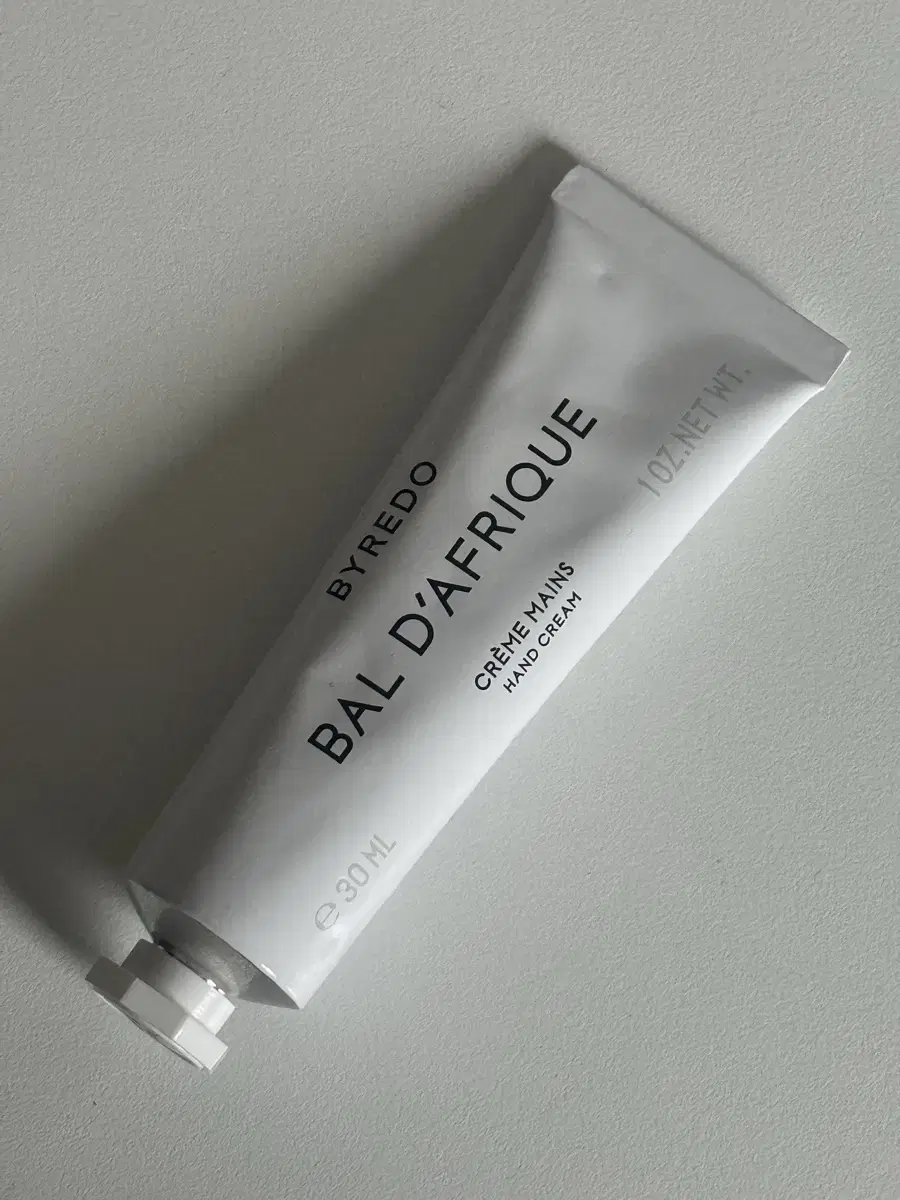 BYREDO
BAL D'AFRIQUE
CRÈME MAINS
HAND CREAM
℮ 30 ML
1 OZ. NET WT.